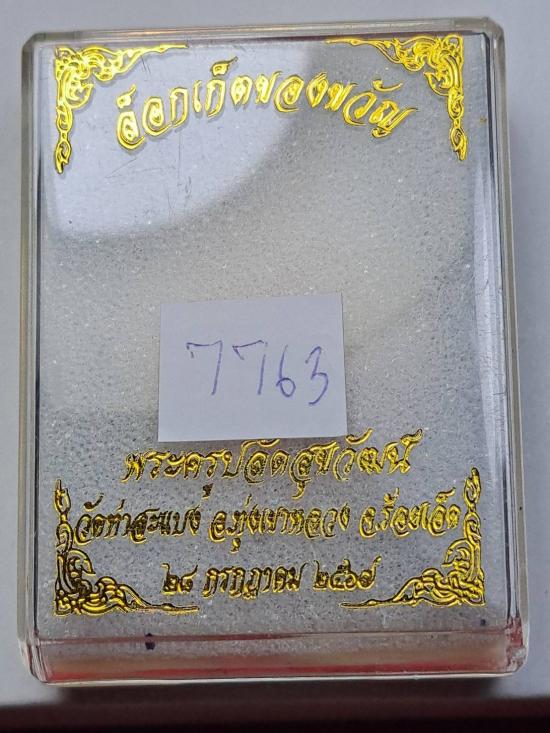 ล็อกเก็ตของขวัญ
7763
พระครูปลัดสุขวัฒน์
วัดท่าสะแบง อ.ทุ่งเขาหลวง จ.ร้อยเอ็ด
๒๘ กรกฎาคม ๒๕๖๗